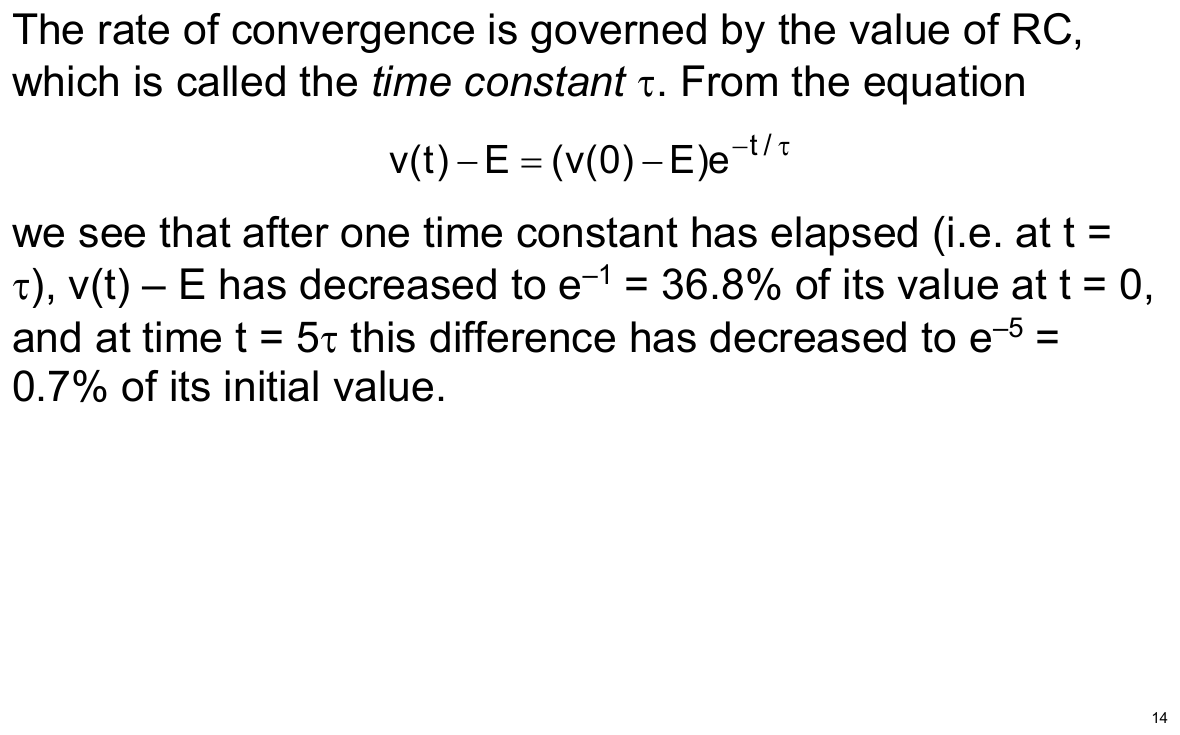 The rate of convergence is governed by the value of RC,
which is called the time constant τ. From the equation
v(t) – E = (v(0) – E)e^{–t / τ}
we see that after one time constant has elapsed (i.e. at t =
τ), v(t) – E has decreased to e⁻¹ = 36.8% of its value at t = 0,
and at time t = 5τ this difference has decreased to e⁻⁵ =
0.7% of its initial value.
14